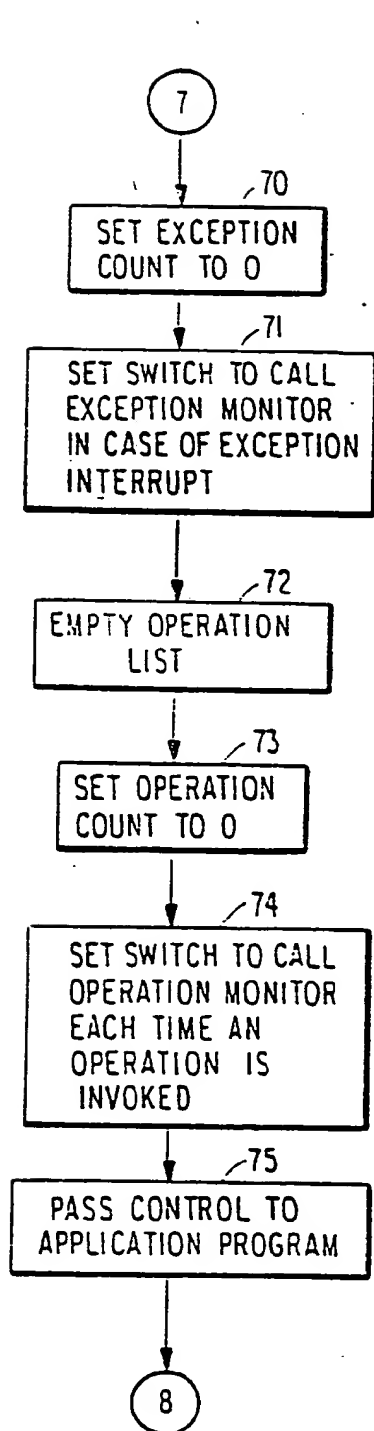 7
70
SET EXCEPTION
COUNT TO 0
71
SET SWITCH TO CALL
EXCEPTION MONITOR
IN CASE OF EXCEPTION
INTERRUPT
72
EMPTY OPERATION
LIST
73
SET OPERATION
COUNT TO 0
74
SET SWITCH TO CALL
OPERATION MONITOR
EACH TIME AN
OPERATION IS
INVOKED
75
PASS CONTROL TO
APPLICATION PROGRAM
8